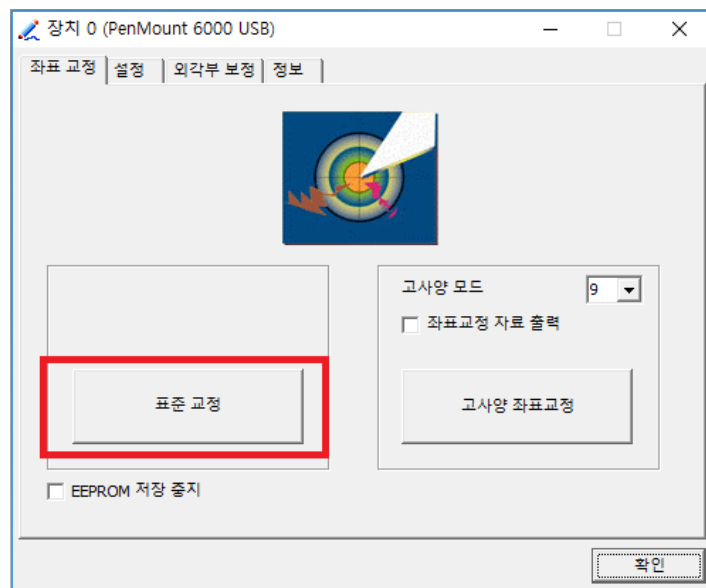 장치 0 (PenMount 6000 USB)
좌표 교정 설정 외각부 보정 정보
고사양 모드 9
좌표교정 자료 출력
표준 교정 고사양 좌표교정
EEPROM 저장 중지
확인